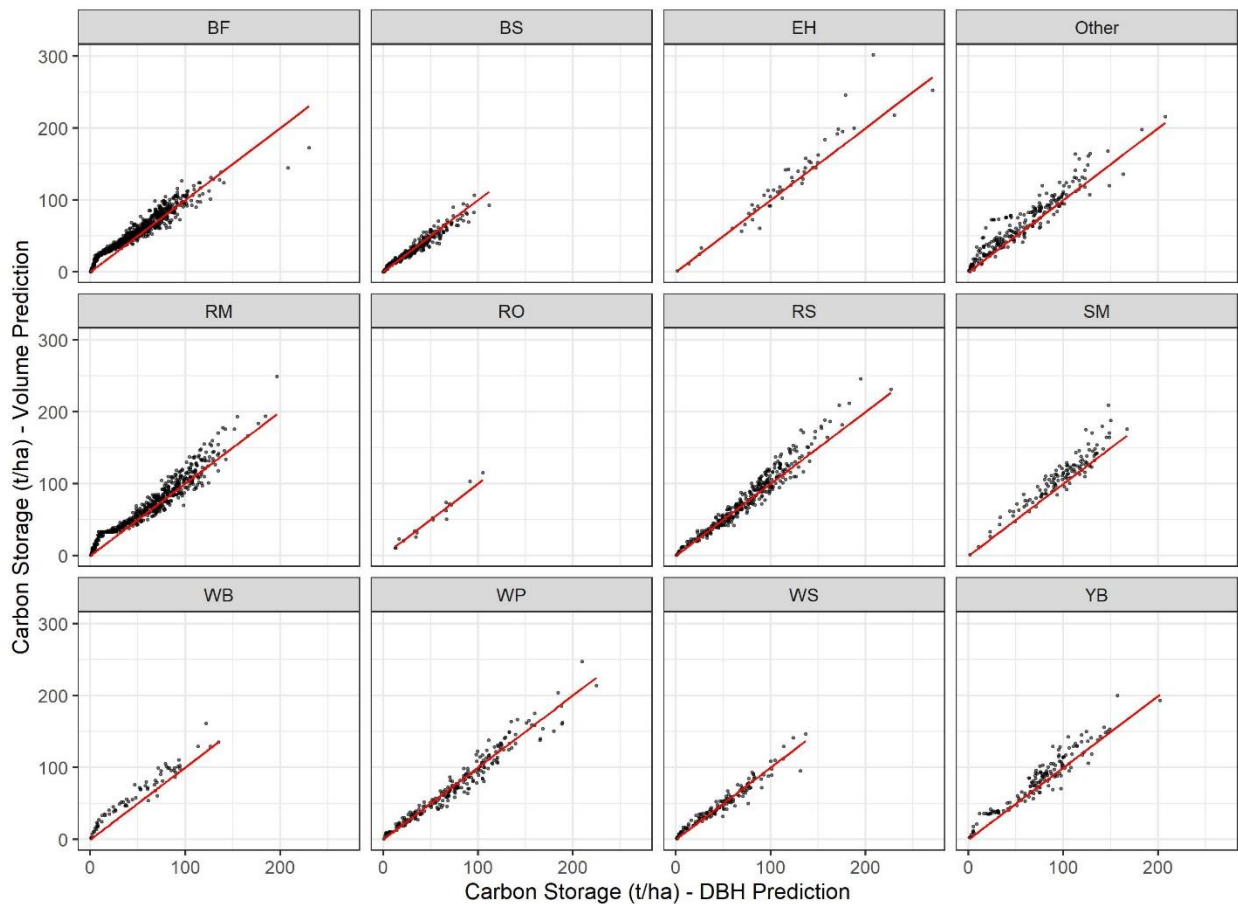 BF BS EH Other
300
200
100
0
RM RO RS SM
300
200
100
0
WB WP WS YB
300
200
100
0
0 100 200 0 100 200 0 100 200 0 100 200
Carbon Storage (t/ha) - DBH Prediction
Carbon Storage (t/ha) - Volume Prediction